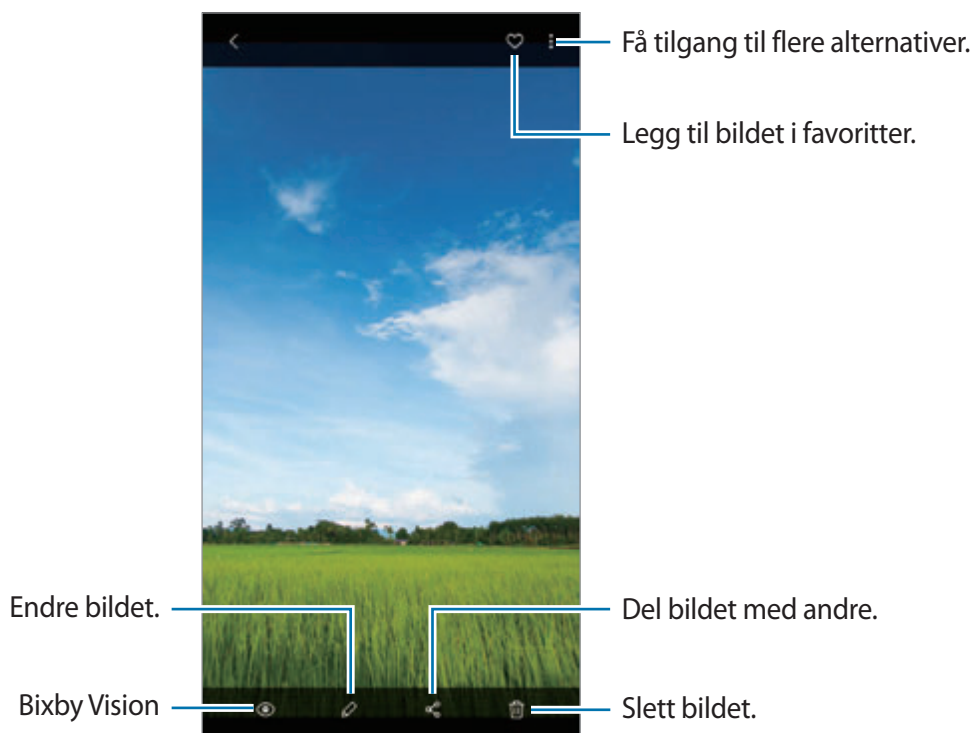 Få tilgang til flere alternativer.
Legg til bildet i favoritter.
Endre bildet.
Del bildet med andre.
Bixby Vision
Slett bildet.